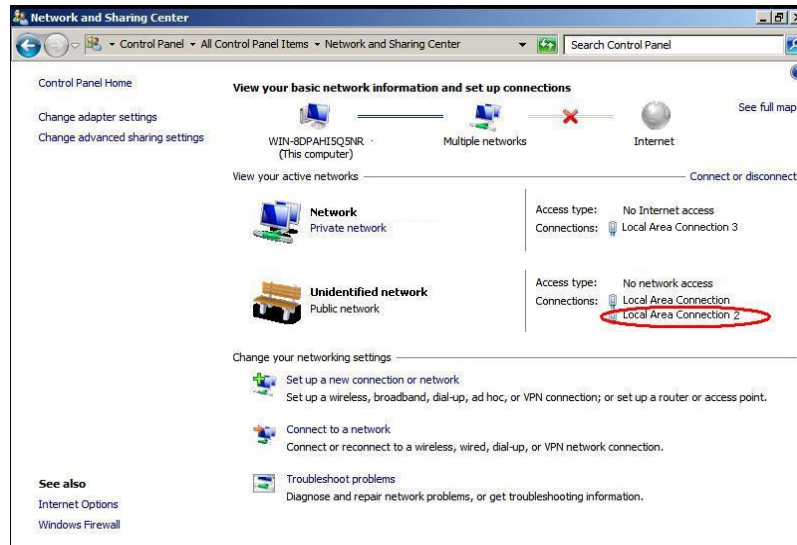 Network and Sharing Center
Control Panel All Control Panel Items Network and Sharing Center Search Control Panel
Control Panel Home
Change adapter settings
Change advanced sharing settings
View your basic network information and set up connections
See full map
WIN-8DPAHI5Q5NR
(This computer)
Multiple networks
Internet
View your active networks
Connect or disconnect
Network
Private network
Access type: No Internet access
Connections: Local Area Connection 3
Unidentified network
Public network
Access type: No network access
Connections: Local Area Connection
Local Area Connection 2
Change your networking settings
Set up a new connection or network
Set up a wireless, broadband, dial-up, ad hoc, or VPN connection; or set up a router or access point.
Connect to a network
Connect or reconnect to a wireless, wired, dial-up, or VPN network connection.
Troubleshoot problems
Diagnose and repair network problems, or get troubleshooting information.
See also
Internet Options
Windows Firewall